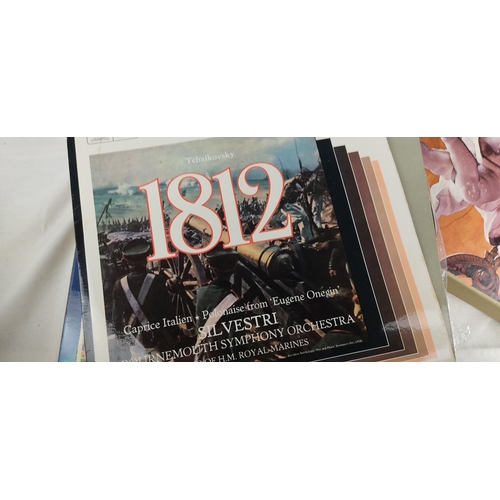 Tchaikovsky
1812
Caprice Italien • Polonaise from 'Eugene Onegin'
SILVESTRI
BOURNEMOUTH SYMPHONY ORCHESTRA
OF H.M. ROYAL MARINES